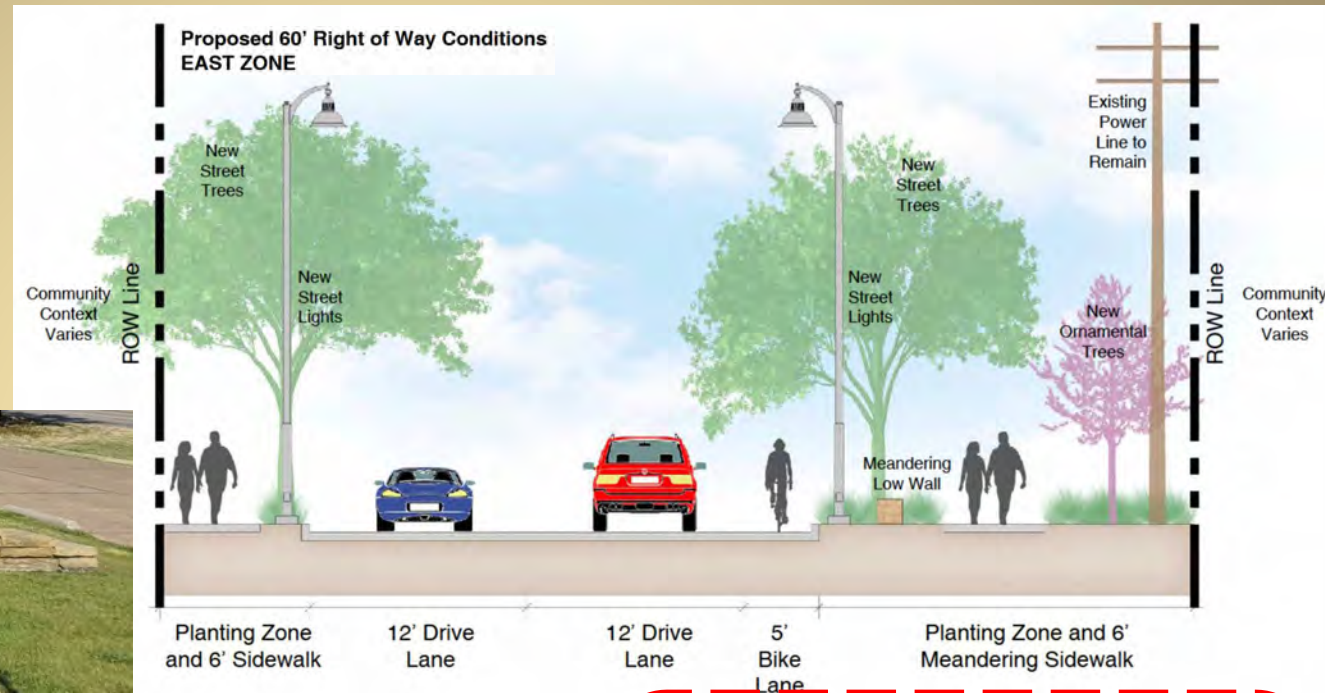 Proposed 60' Right of Way Conditions
EAST ZONE
New
Street
Trees
New
Street
Trees
Existing
Power
Line to
Remain
Community
Context
Varies
ROW Line
New
Street
Lights
New
Street
Lights
New
Ornamental
Trees
ROW Line
Community
Context
Varies
Meandering
Low Wall
Planting Zone
and 6' Sidewalk
12' Drive
Lane
12' Drive
Lane
5'
Bike
Lane
Planting Zone and 6'
Meandering Sidewalk